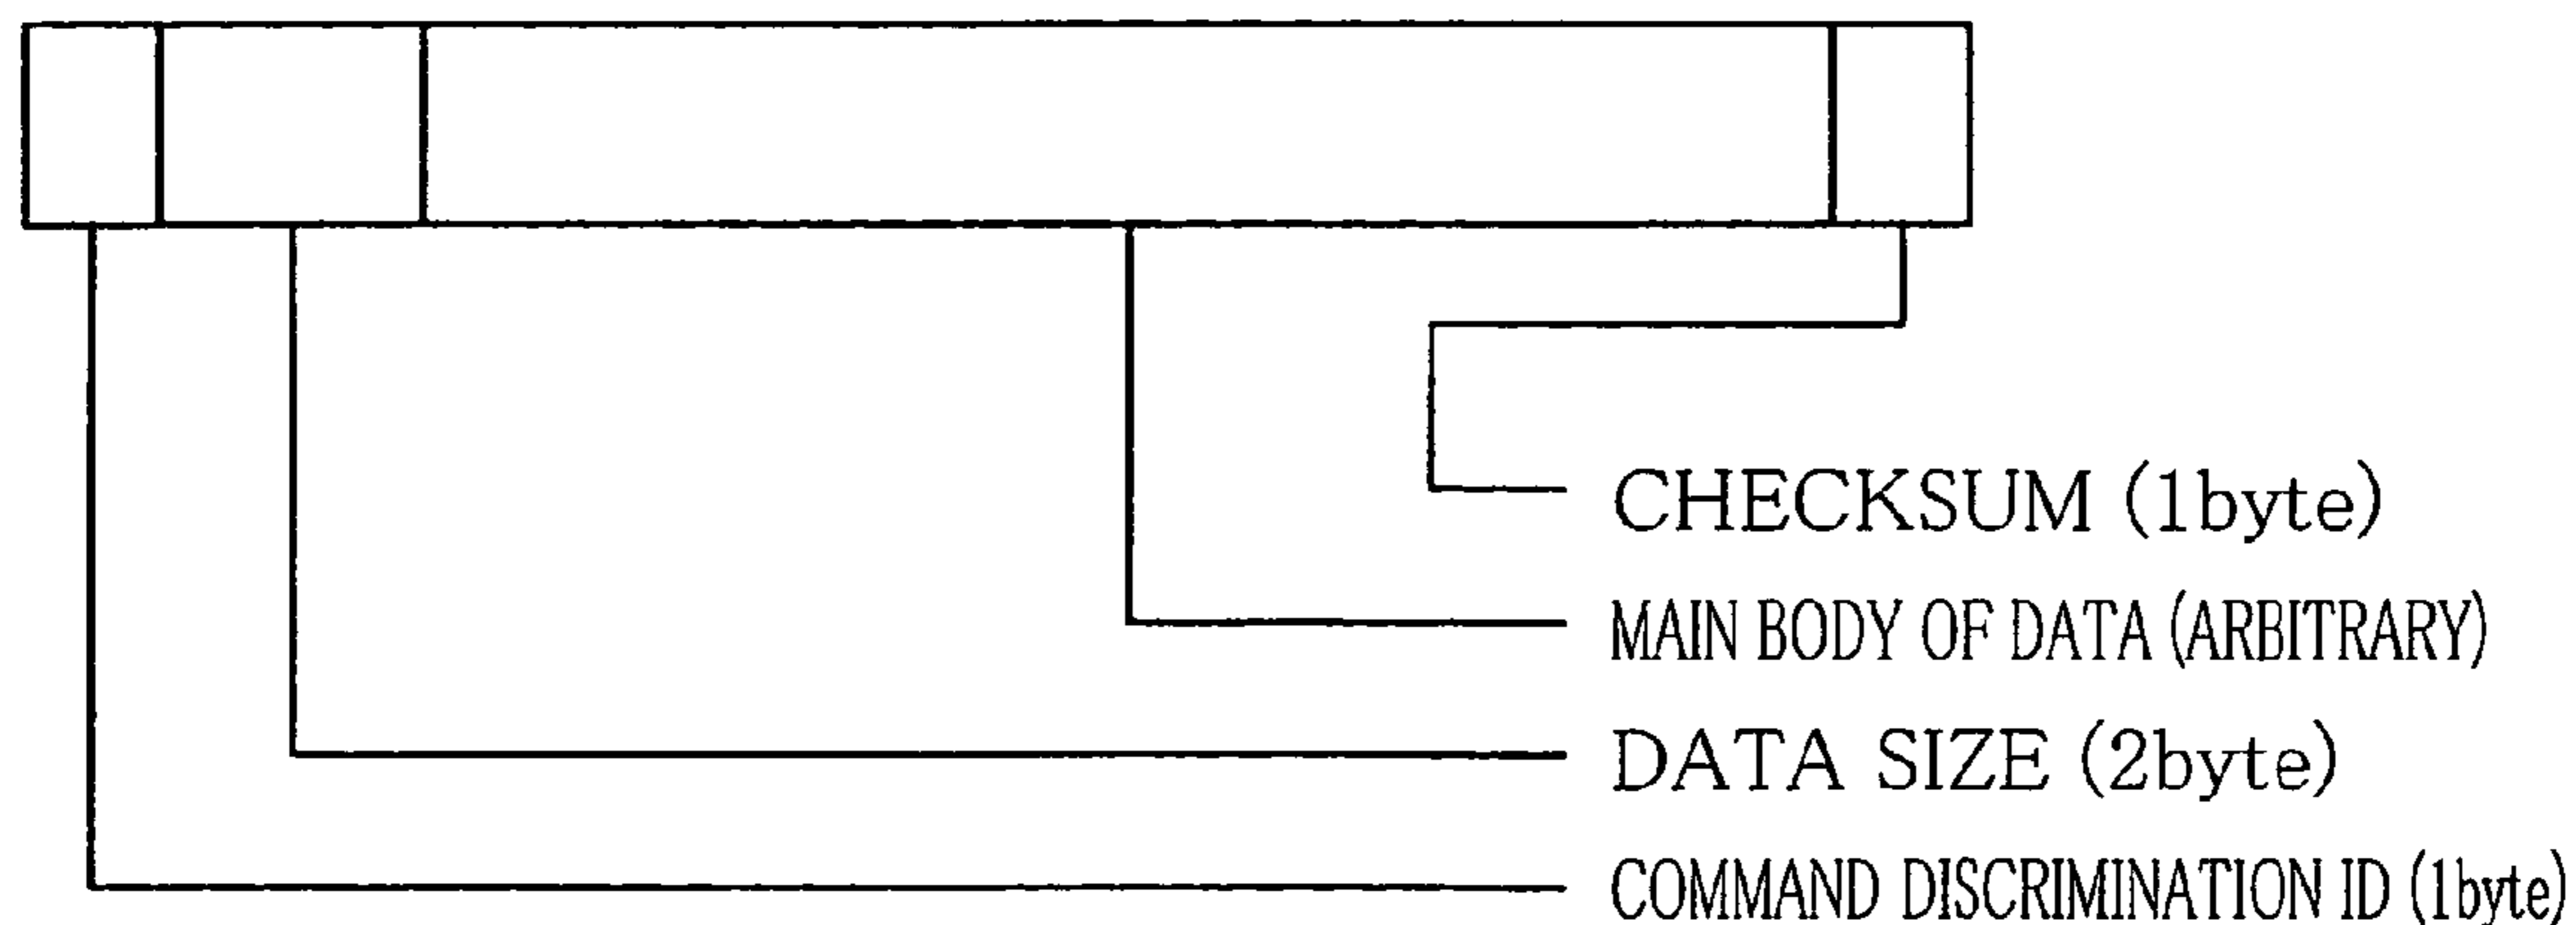 CHECKSUM (1byte)
MAIN BODY OF DATA (ARBITRARY)
DATA SIZE (2byte)
COMMAND DISCRIMINATION ID (1byte)